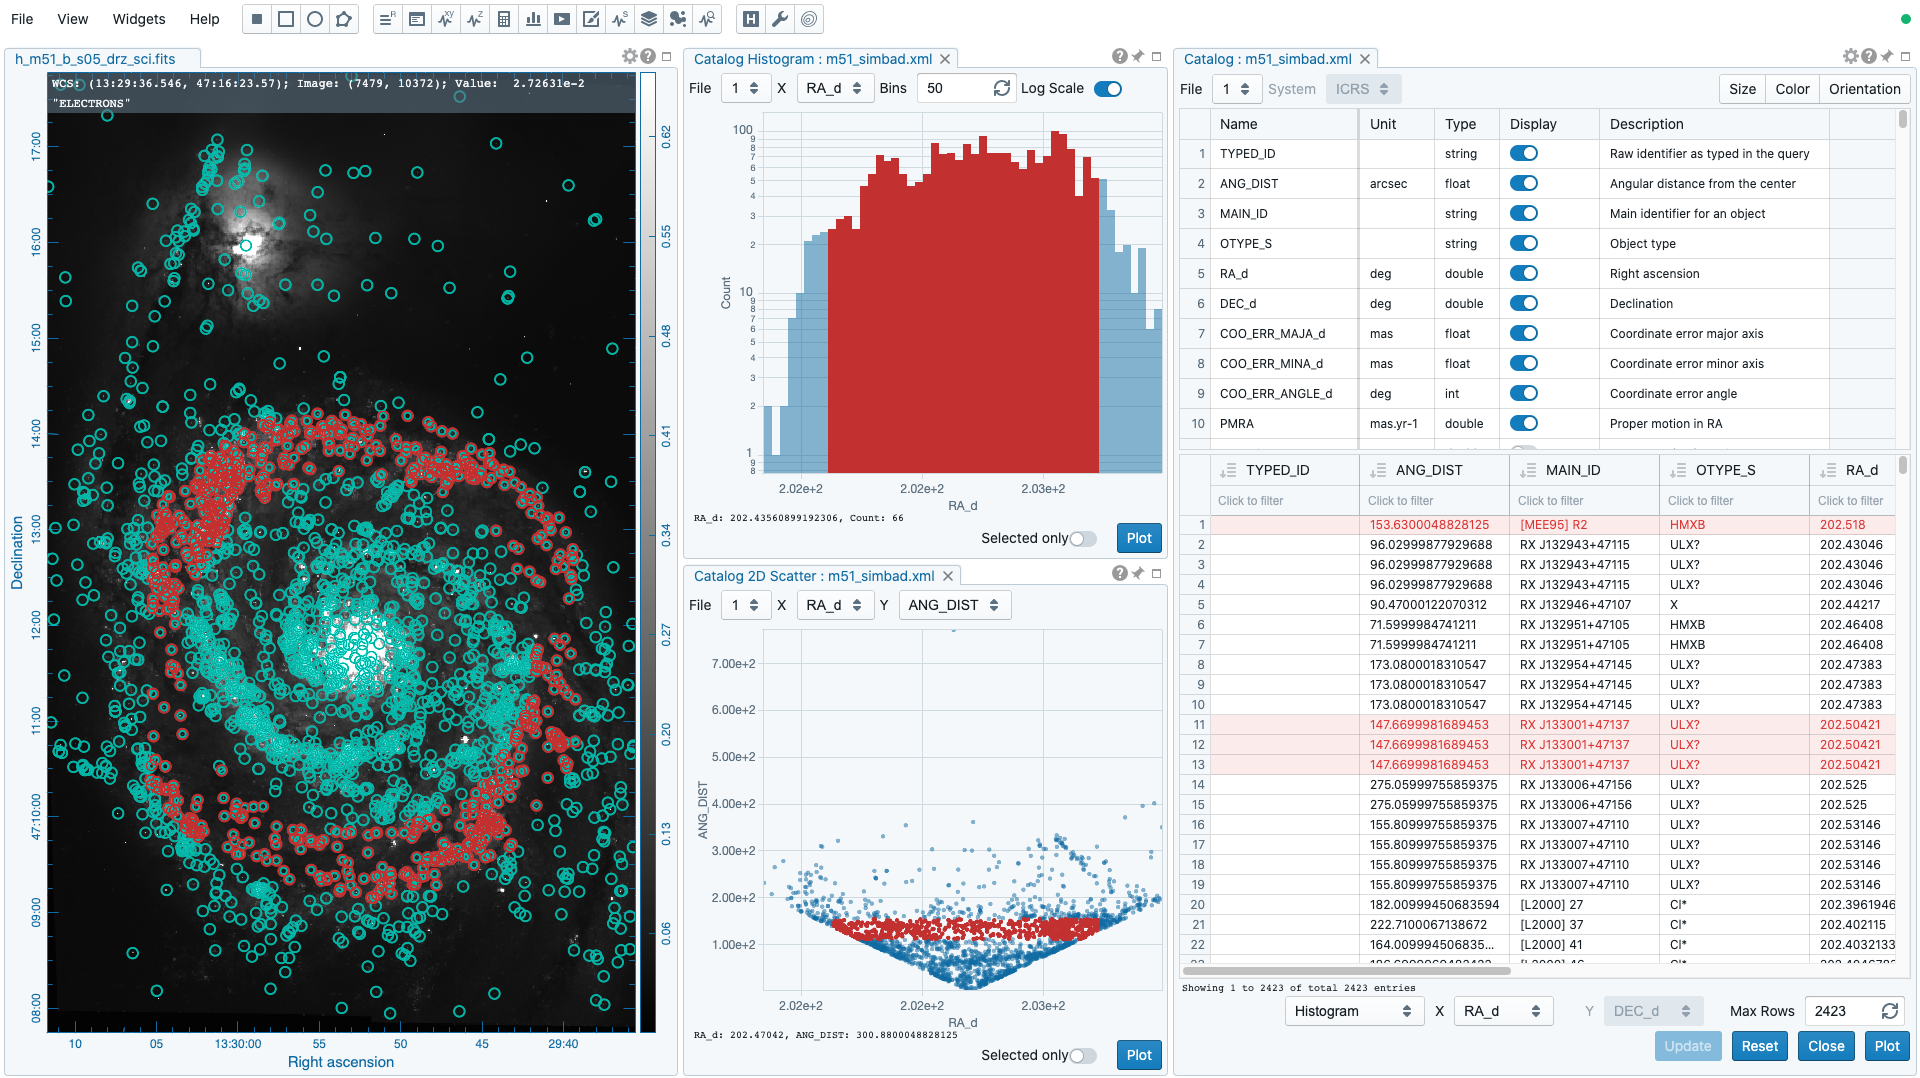 File View Widgets Help
h_m51_b_s05_drz_sci.fits
WCS: (13:29:36.546, 47:16:23.57); Image: (7479, 10372); Value: 2.72631e-2
"ELECTRONS"
Declination
17:00
16:00
15:00
14:00
13:00
12:00
11:00
47:10:00
09:00
08:00
10 05 13:30:00 55 50 45 29:40
Right ascension
0.62
0.55
0.48
0.41
0.34
0.27
0.20
0.13
0.06
Catalog Histogram : m51_simbad.xml
File 1 X RA_d Bins 50 Log Scale
Count
100
9
8
7
6
5
4
3
2
10
9
8
7
6
5
4
3
2
1
9
8
2.02e+2 2.02e+2 2.03e+2
RA_d
RA_d: 202.43560899192306, Count: 66
Selected only Plot
Catalog 2D Scatter : m51_simbad.xml
File 1 X RA_d Y ANG_DIST
ANG_DIST
7.00e+2
6.00e+2
5.00e+2
4.00e+2
3.00e+2
2.00e+2
1.00e+2
2.02e+2 2.02e+2 2.03e+2
RA_d
RA_d: 202.47042, ANG_DIST: 300.8800048828125
Selected only Plot
Catalog : m51_simbad.xml
File 1 System ICRS Size Color Orientation
Name Unit Type Display Description
1 TYPED_ID string Raw identifier as typed in the query
2 ANG_DIST arcsec float Angular distance from the center
3 MAIN_ID string Main identifier for an object
4 OTYPE_S string Object type
5 RA_d deg double Right ascension
6 DEC_d deg double Declination
7 COO_ERR_MAJA_d mas float Coordinate error major axis
8 COO_ERR_MINA_d mas float Coordinate error minor axis
9 COO_ERR_ANGLE_d deg int Coordinate error angle
10 PMRA mas.yr-1 double Proper motion in RA
TYPED_ID ANG_DIST MAIN_ID OTYPE_S RA_d
Click to filter Click to filter Click to filter Click to filter Click to filter
1 153.6300048828125 [MEE95] R2 HMXB 202.518
2 96.02999877929688 RX J132943+47115 ULX? 202.43046
3 96.02999877929688 RX J132943+47115 ULX? 202.43046
4 96.02999877929688 RX J132943+47115 ULX? 202.43046
5 90.47000122070312 RX J132946+47107 X 202.44217
6 71.5999984741211 RX J132951+47105 HMXB 202.46408
7 71.5999984741211 RX J132951+47105 HMXB 202.46408
8 173.0800018310547 RX J132954+47145 ULX? 202.47383
9 173.0800018310547 RX J132954+47145 ULX? 202.47383
10 173.0800018310547 RX J132954+47145 ULX? 202.47383
11 147.6699981689453 RX J133001+47137 ULX? 202.50421
12 147.6699981689453 RX J133001+47137 ULX? 202.50421
13 147.6699981689453 RX J133001+47137 ULX? 202.50421
14 275.05999755859375 RX J133006+47156 ULX? 202.525
15 275.05999755859375 RX J133006+47156 ULX? 202.525
16 155.80999755859375 RX J133007+47110 ULX? 202.53146
17 155.80999755859375 RX J133007+47110 ULX? 202.53146
18 155.80999755859375 RX J133007+47110 ULX? 202.53146
19 155.80999755859375 RX J133007+47110 ULX? 202.53146
20 182.00999450683594 [L2000] 27 Cl* 202.3961946
21 222.7100067138672 [L2000] 37 Cl* 202.402115
22 164.009994506835... [L2000] 41 Cl* 202.4032133
Showing 1 to 2423 of total 2423 entries
Histogram X RA_d Y DEC_d Max Rows 2423
Update Reset Close Plot